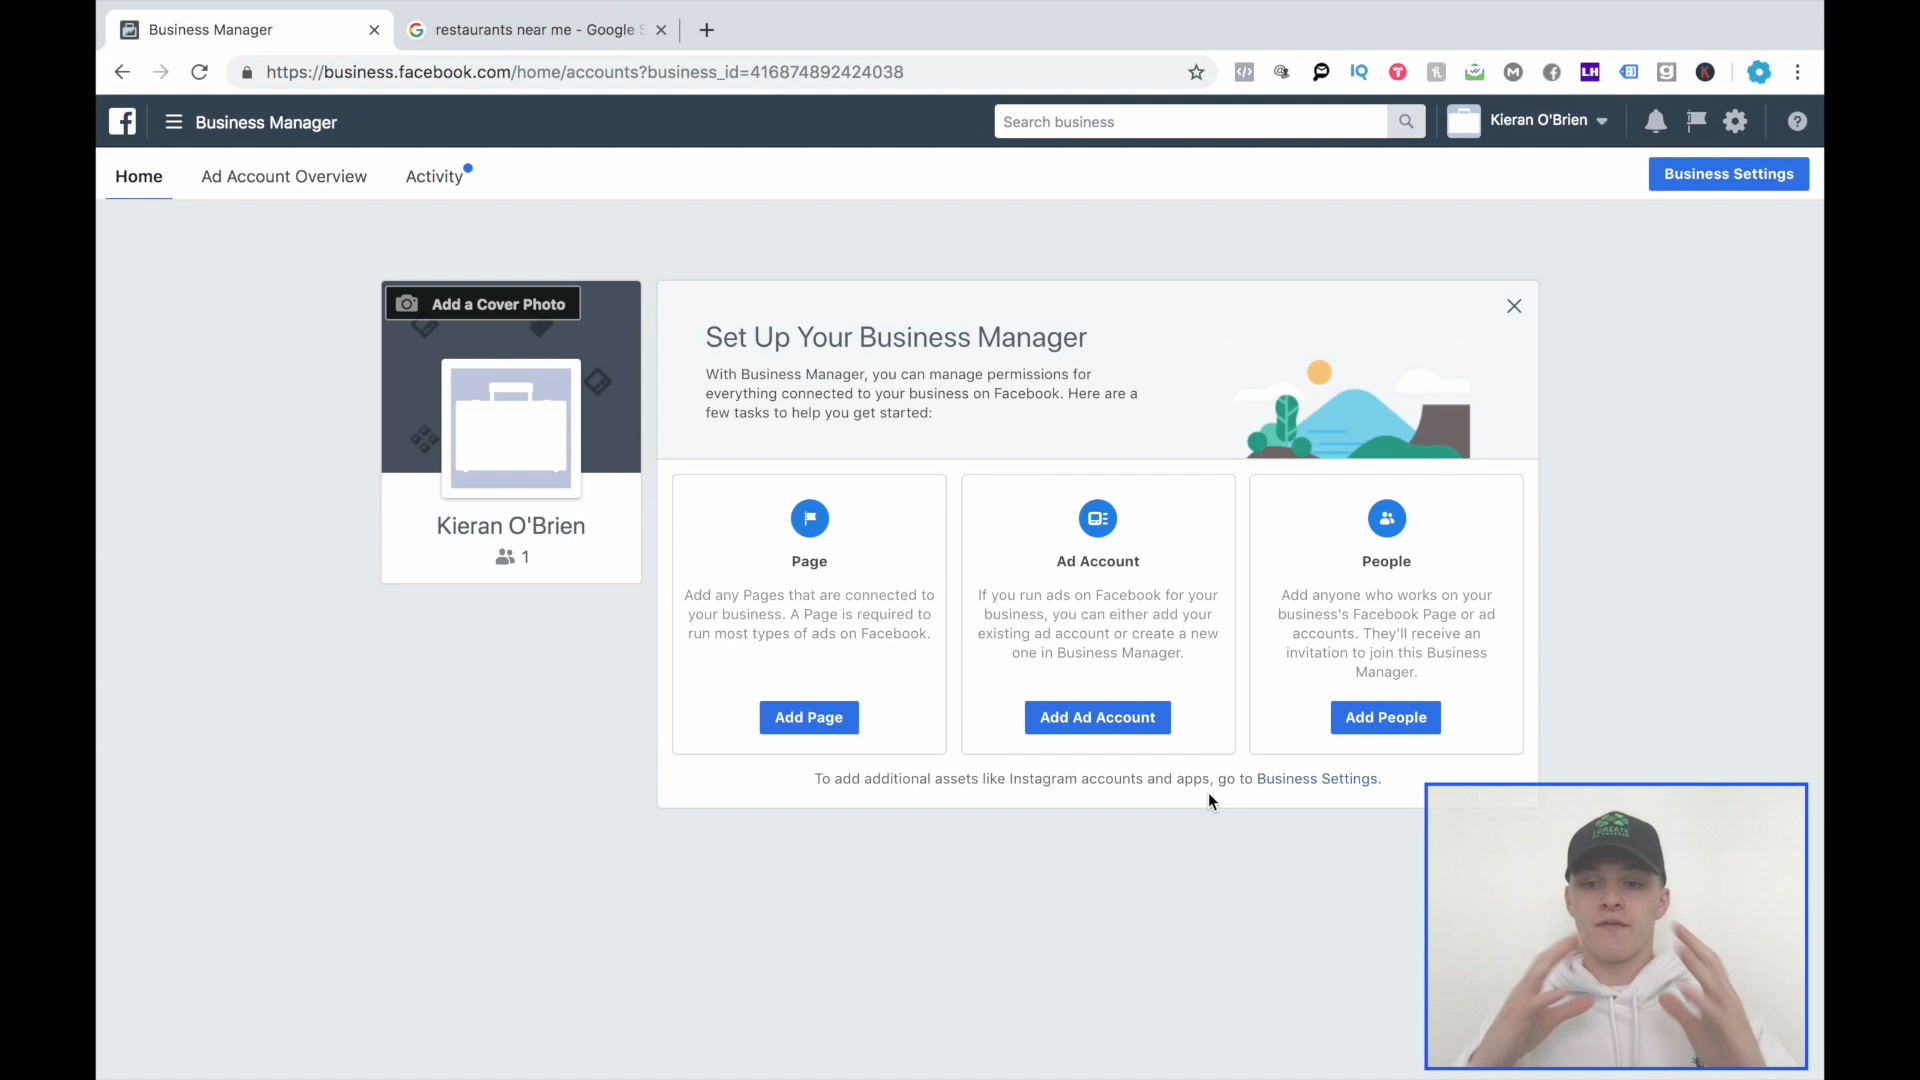 Business Manager
restaurants near me - Google S
https://business.facebook.com/home/accounts?business_id=416874892424038
Business Manager
Search business
Kieran O'Brien
Home
Ad Account Overview
Activity
Business Settings
Add a Cover Photo
Kieran O'Brien
1
Set Up Your Business Manager
With Business Manager, you can manage permissions for
everything connected to your business on Facebook. Here are a
few tasks to help you get started:
Page
Add any Pages that are connected to
your business. A Page is required to
run most types of ads on Facebook.
Add Page
Ad Account
If you run ads on Facebook for your
business, you can either add your
existing ad account or create a new
one in Business Manager.
Add Ad Account
People
Add anyone who works on your
business's Facebook Page or ad
accounts. They'll receive an
invitation to join this Business
Manager.
Add People
To add additional assets like Instagram accounts and apps, go to Business Settings.
CREATE